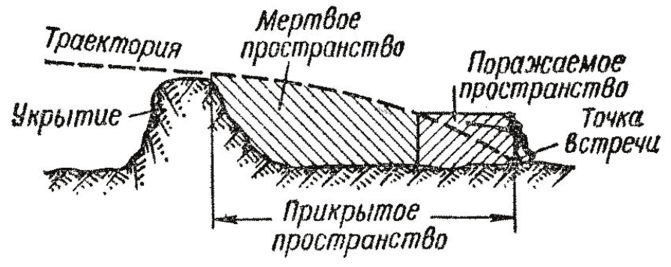 Траектория
Мертвое
пространство
Поражаемое
пространство
Укрытие
Точка
встречи
Прикрытое
пространство